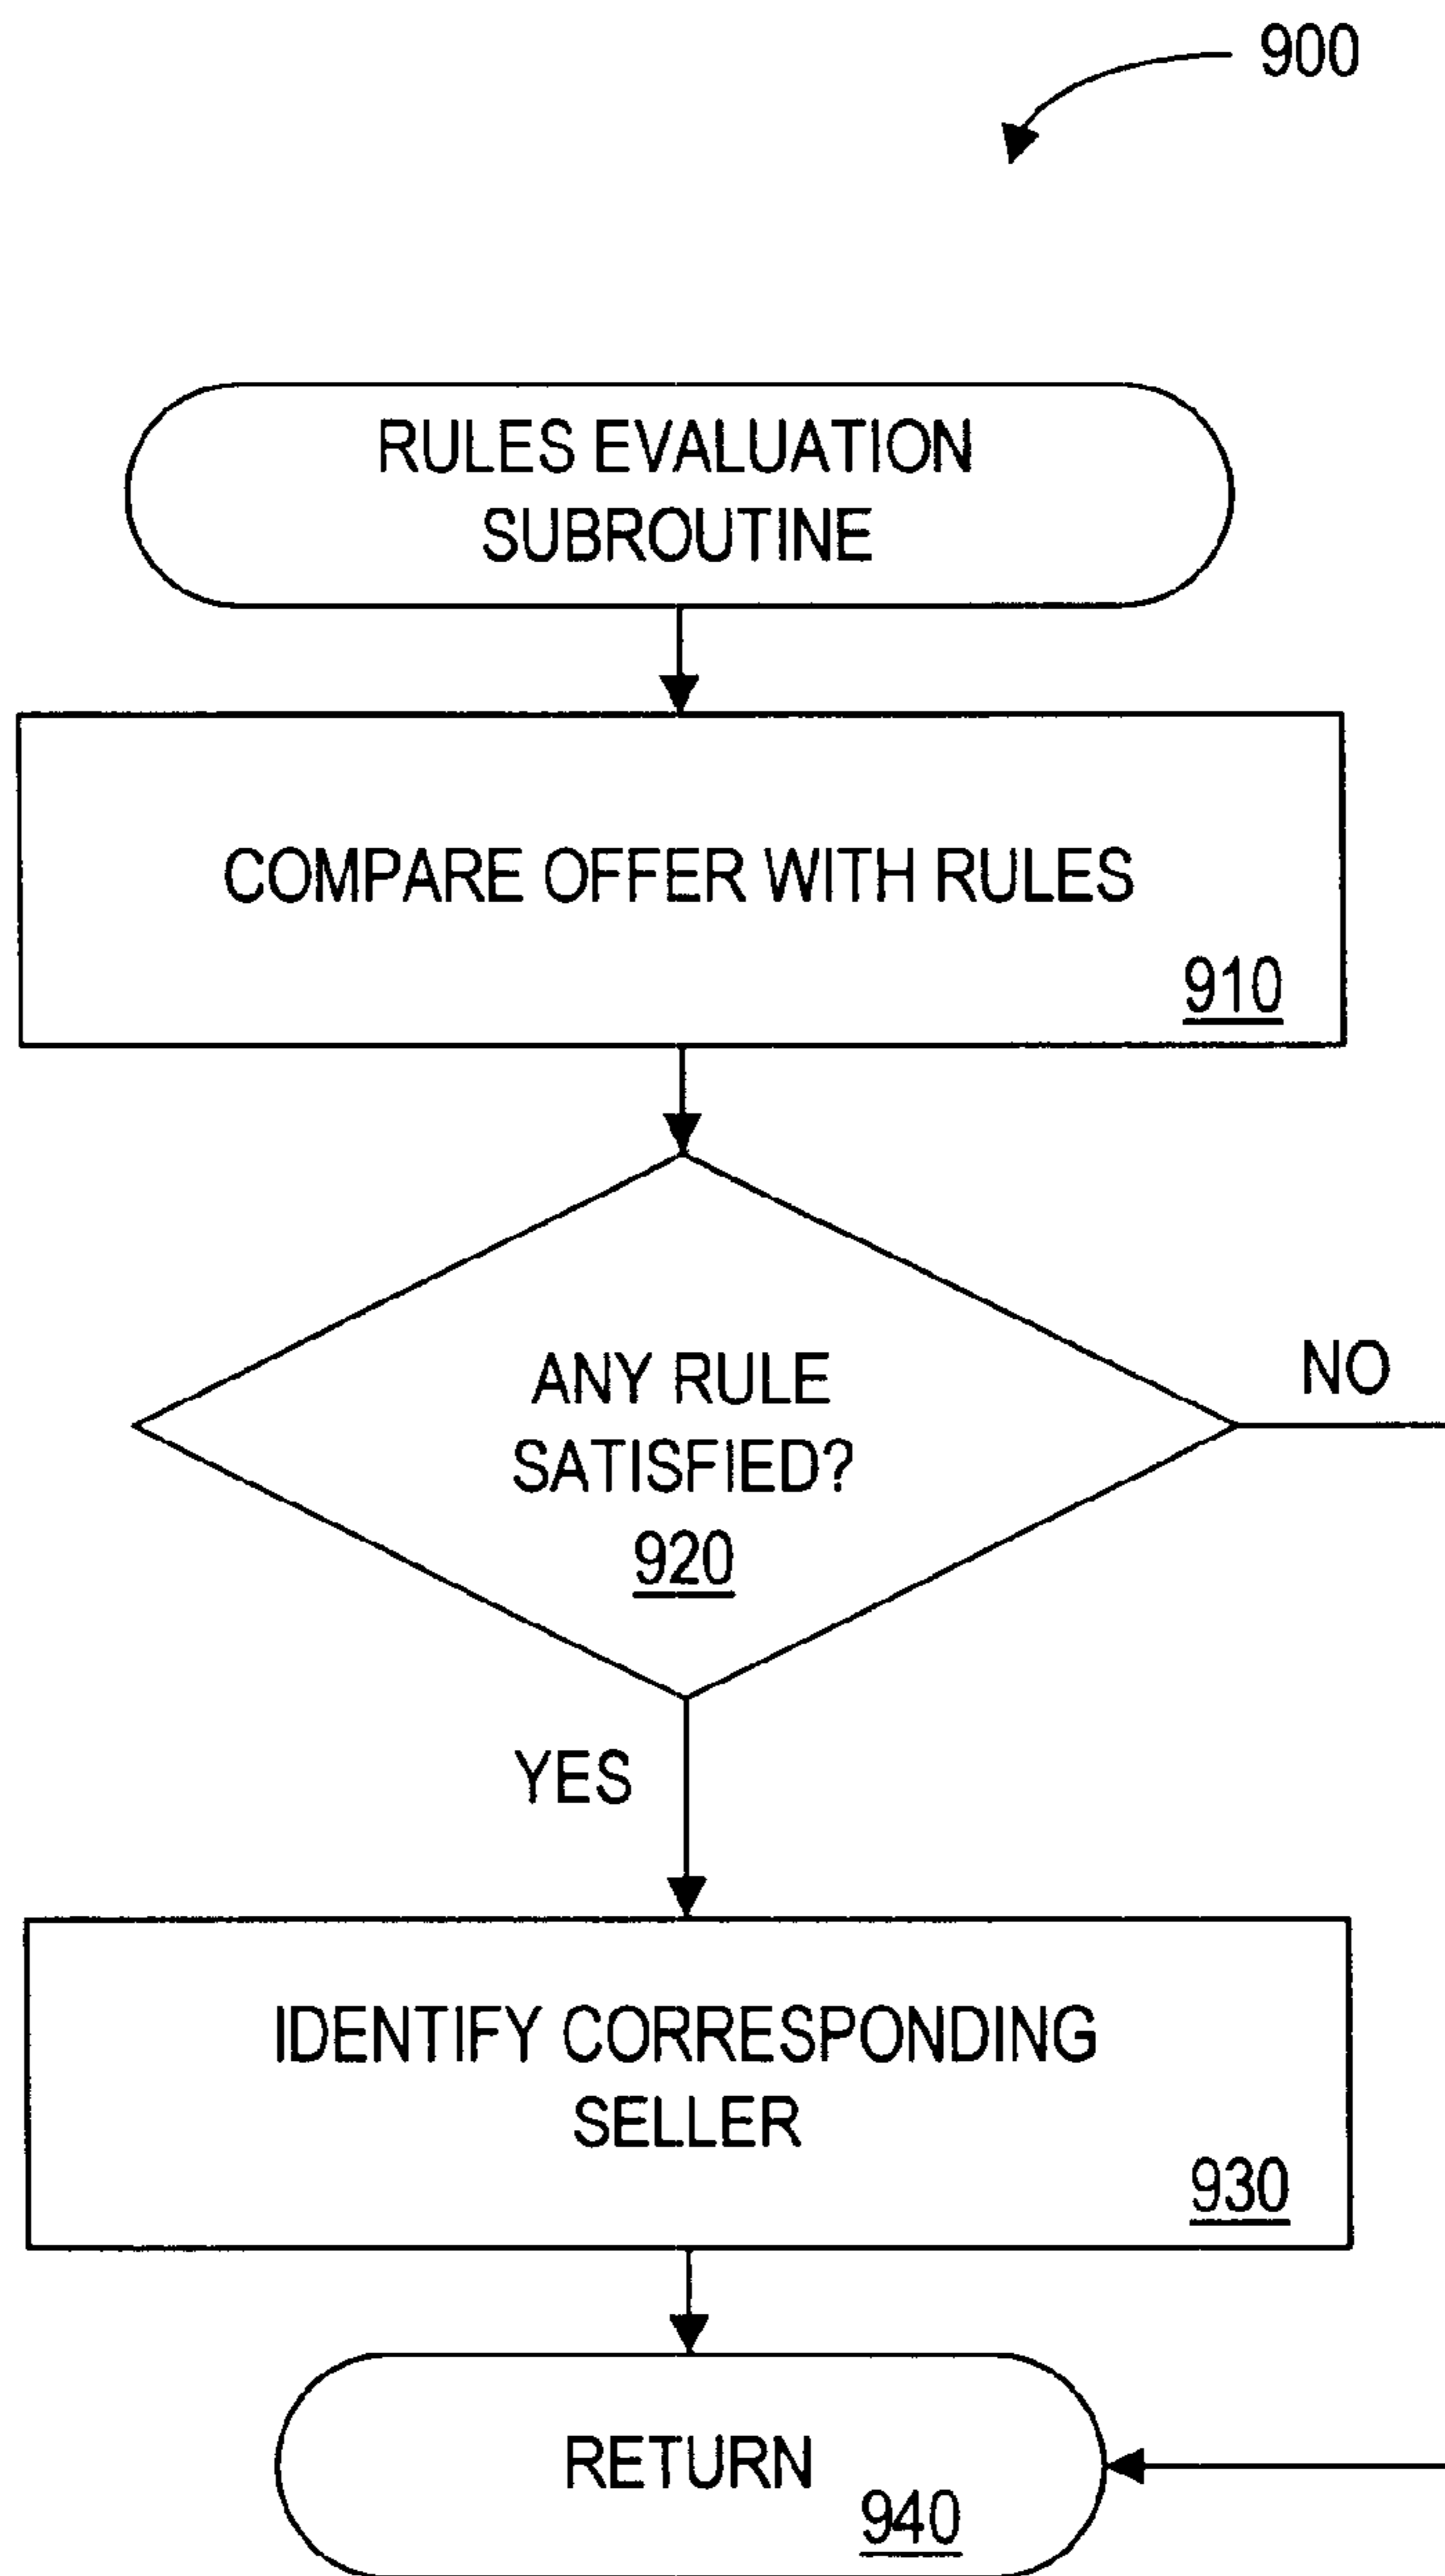 900
RULES EVALUATION
SUBROUTINE
COMPARE OFFER WITH RULES
910
ANY RULE
SATISFIED?
920
NO
YES
IDENTIFY CORRESPONDING
SELLER
930
RETURN
940